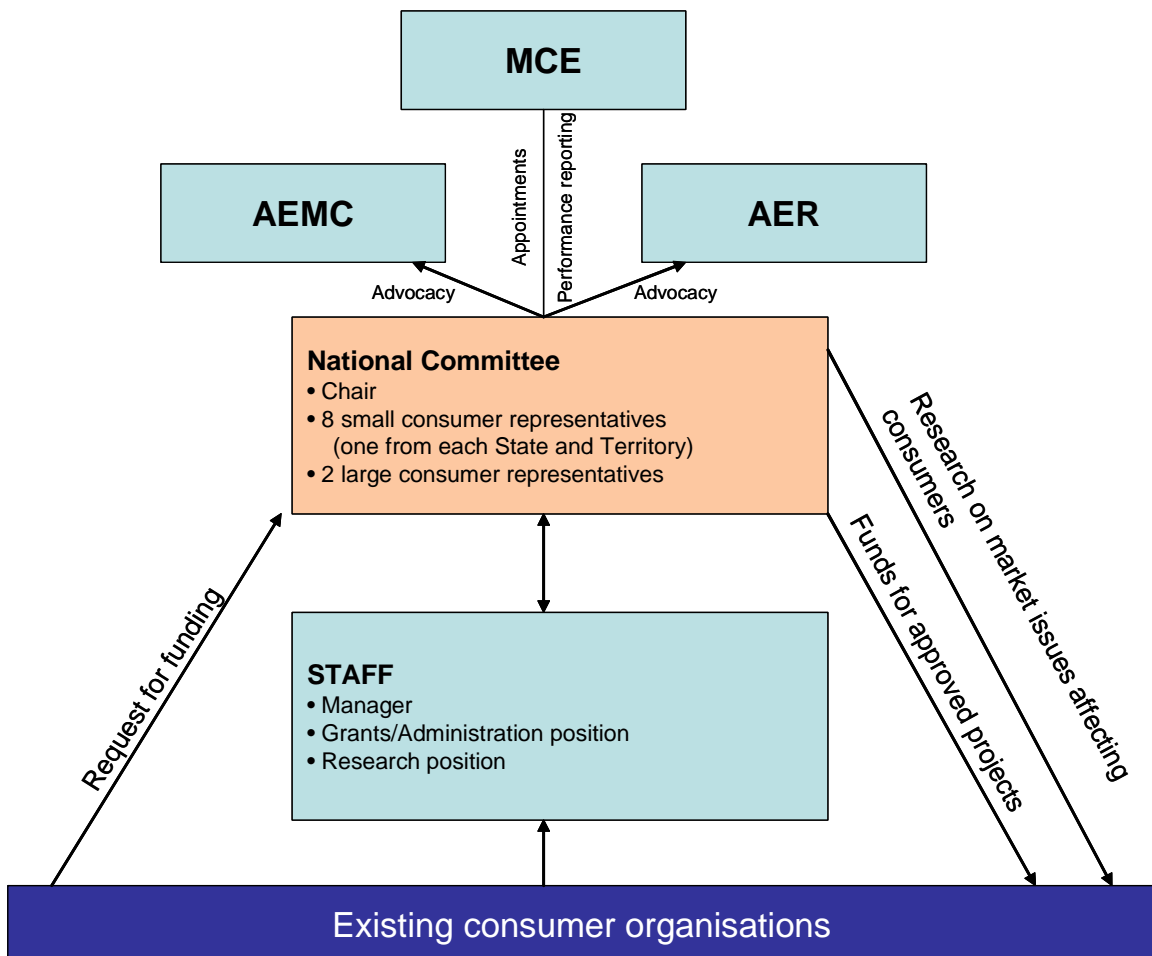 MCE
AEMC
AER
Appointments
Performance reporting
Advocacy
Advocacy
National Committee
• Chair
• 8 small consumer representatives
(one from each State and Territory)
• 2 large consumer representatives
Request for funding
Research on market issues affecting
consumers
Funds for approved projects
STAFF
• Manager
• Grants/Administration position
• Research position
Existing consumer organisations